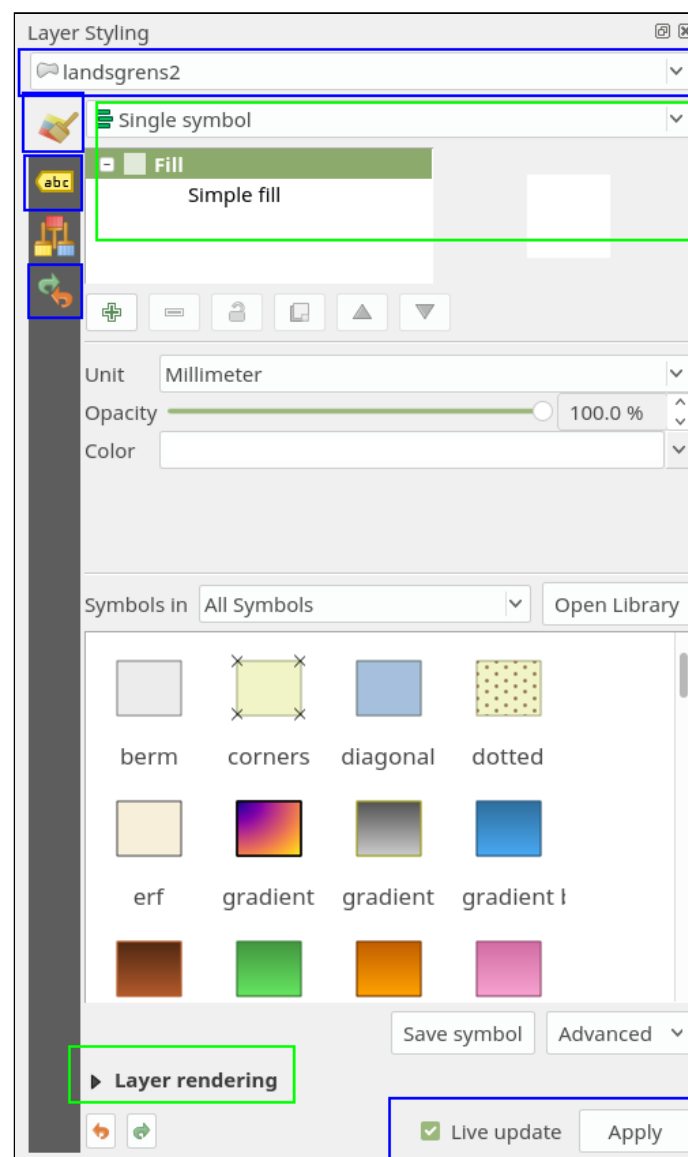 Layer Styling
landsgrens2
Single symbol
abc
Fill
Simple fill
Unit Millimeter
Opacity 100.0 %
Color
Symbols in All Symbols Open Library
berm corners diagonal dotted
erf gradient gradient gradient
Save symbol Advanced
Layer rendering
Live update Apply